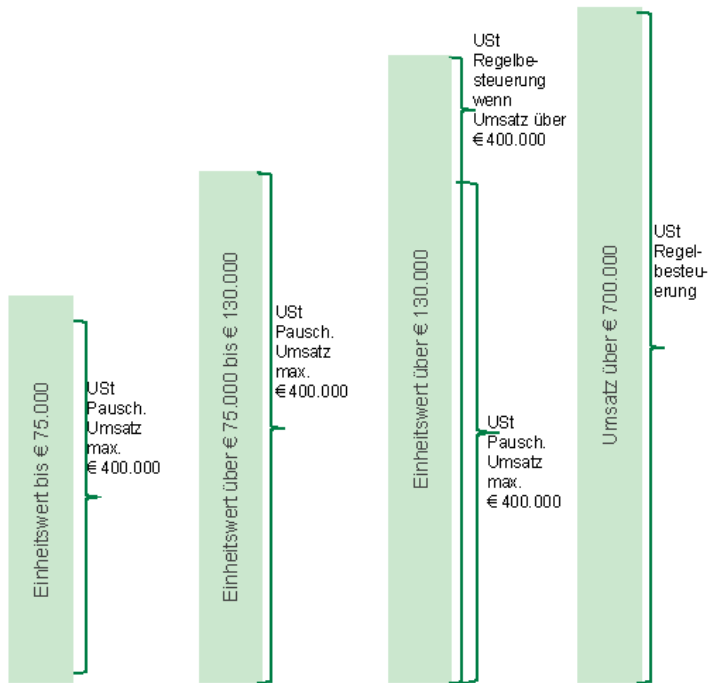 Einheitswert bis € 75.000
USt
Pausch.
Umsatz
max.
€ 400.000
Einheitswert über € 75.000 bis € 130.000
USt
Pausch.
Umsatz
max.
€ 400.000
Einheitswert über € 130.000
USt
Regelbe-
steuerung
wenn
Umsatz über
€ 400.000
USt
Pausch.
Umsatz
max.
€ 400.000
Umsatz über € 700.000
USt
Regel-
besteu-
erung